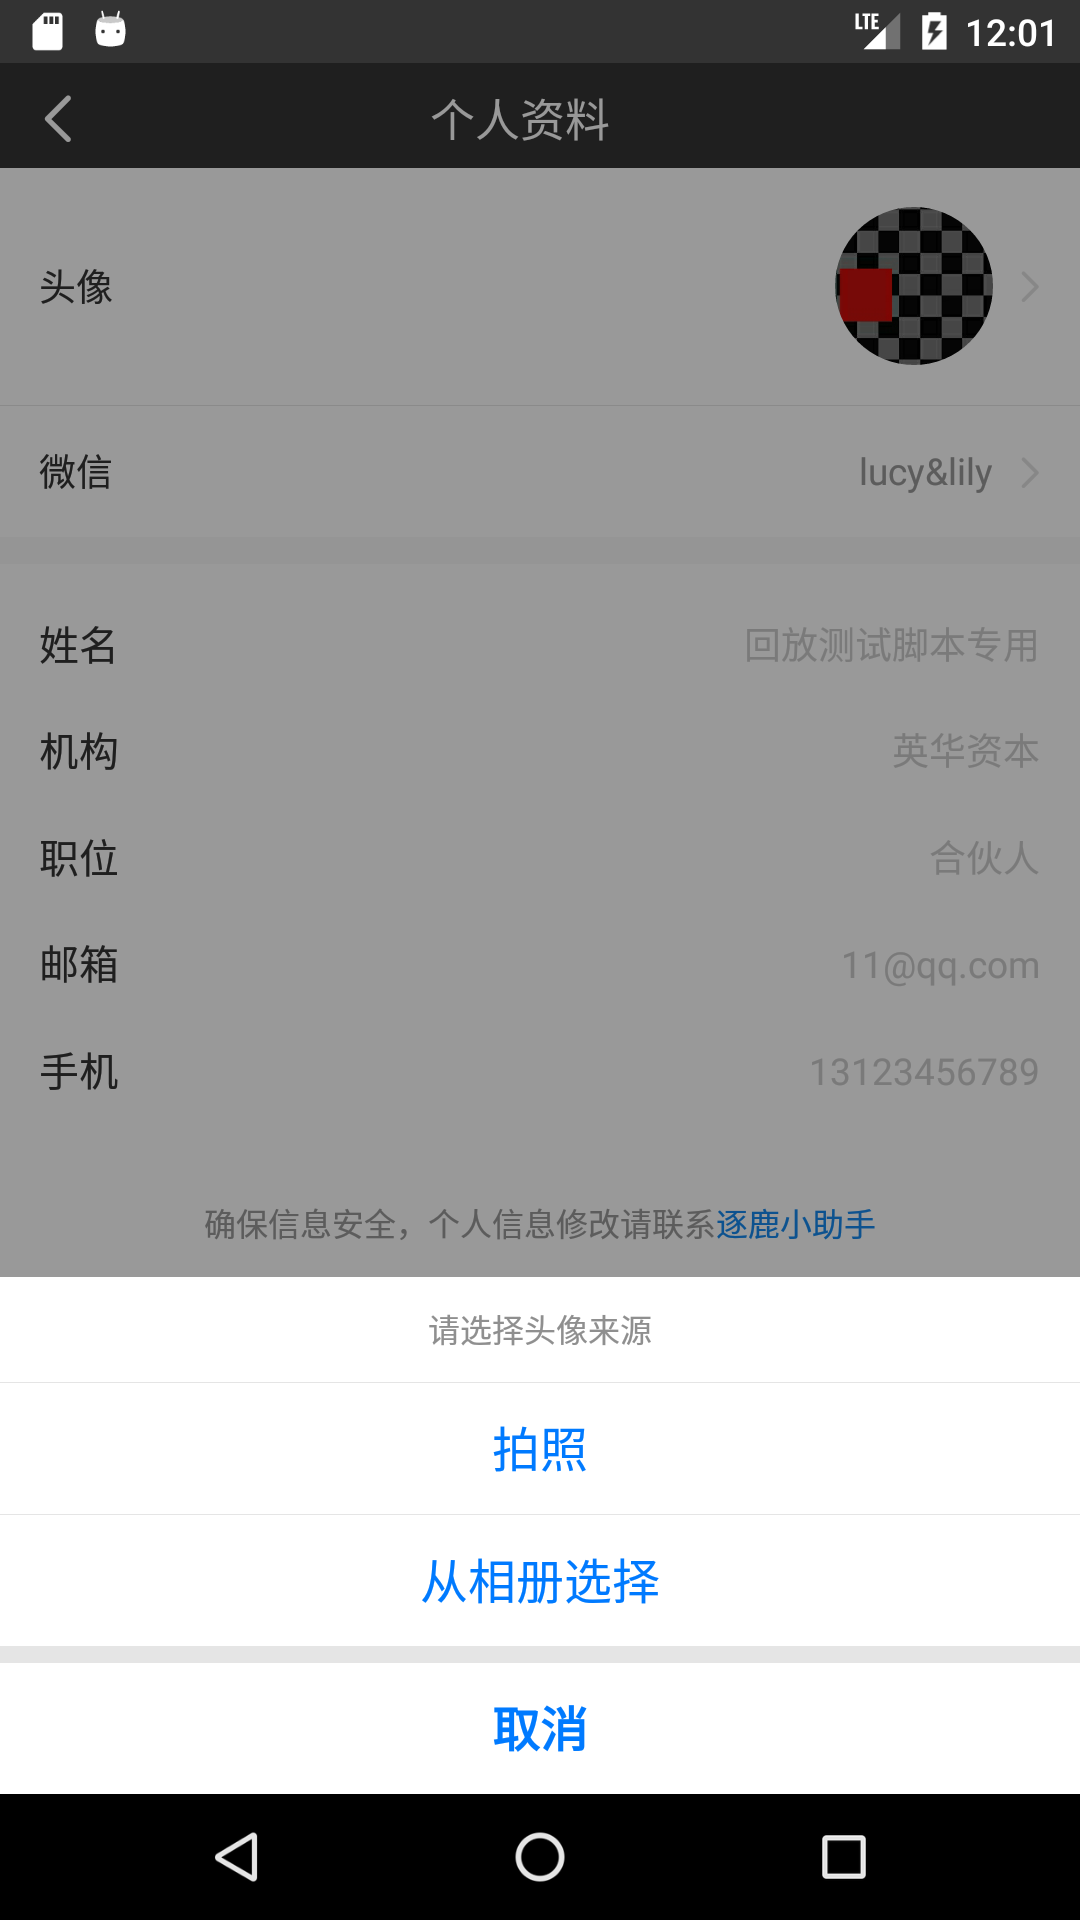 LTE 12:01
个人资料
头像
微信 lucy&lily
姓名 回放测试脚本专用
机构 英华资本
职位 合伙人
邮箱 11@qq.com
手机 13123456789
确保信息安全，个人信息修改请联系逐鹿小助手
请选择头像来源
拍照
从相册选择
取消